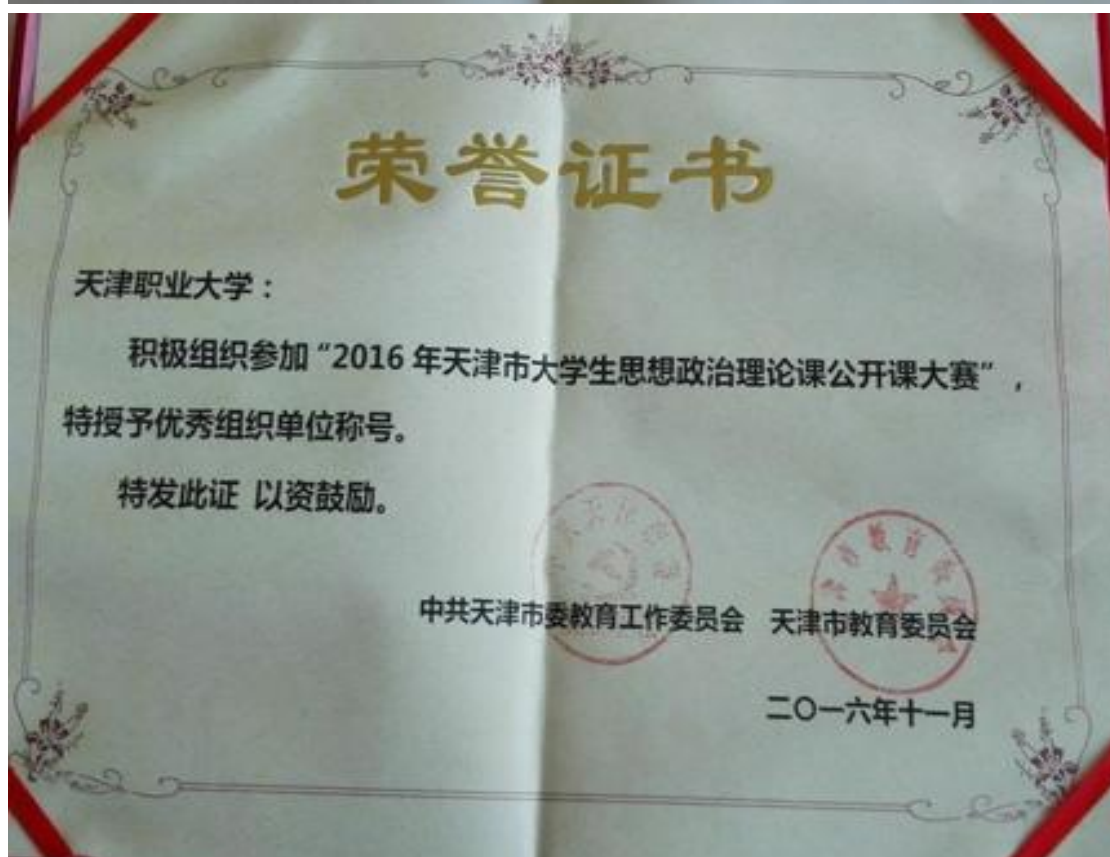 荣誉证书
天津职业大学：
积极组织参加“2016年天津市大学生思想政治理论课公开课大赛”，
特授予优秀组织单位称号。
特发此证 以资鼓励。
中共天津市委教育工作委员会 天津市教育委员会
二〇一六年十一月